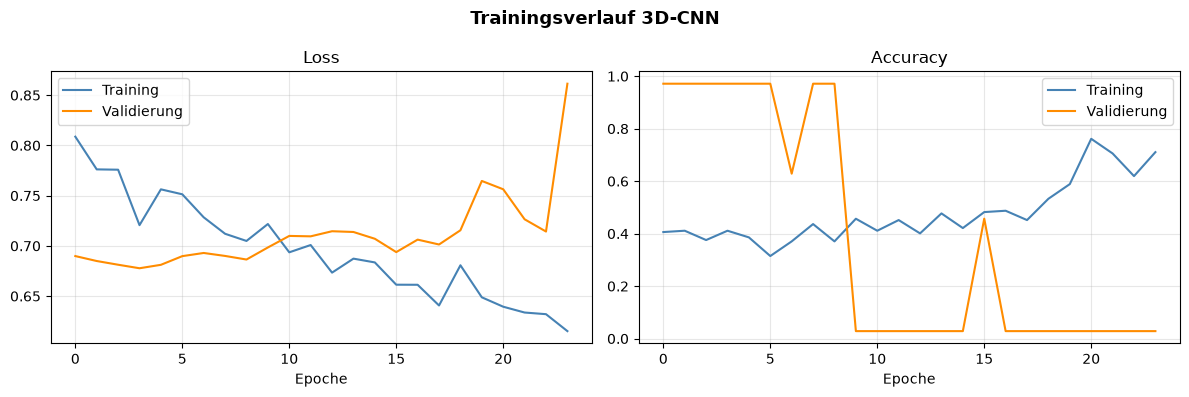 Trainingsverlauf 3D-CNN
Loss
Training
Validierung
0.85
0.80
0.75
0.70
0.65
0 5 10 15 20
Epoche
Accuracy
Training
Validierung
1.0
0.8
0.6
0.4
0.2
0.0
0 5 10 15 20
Epoche